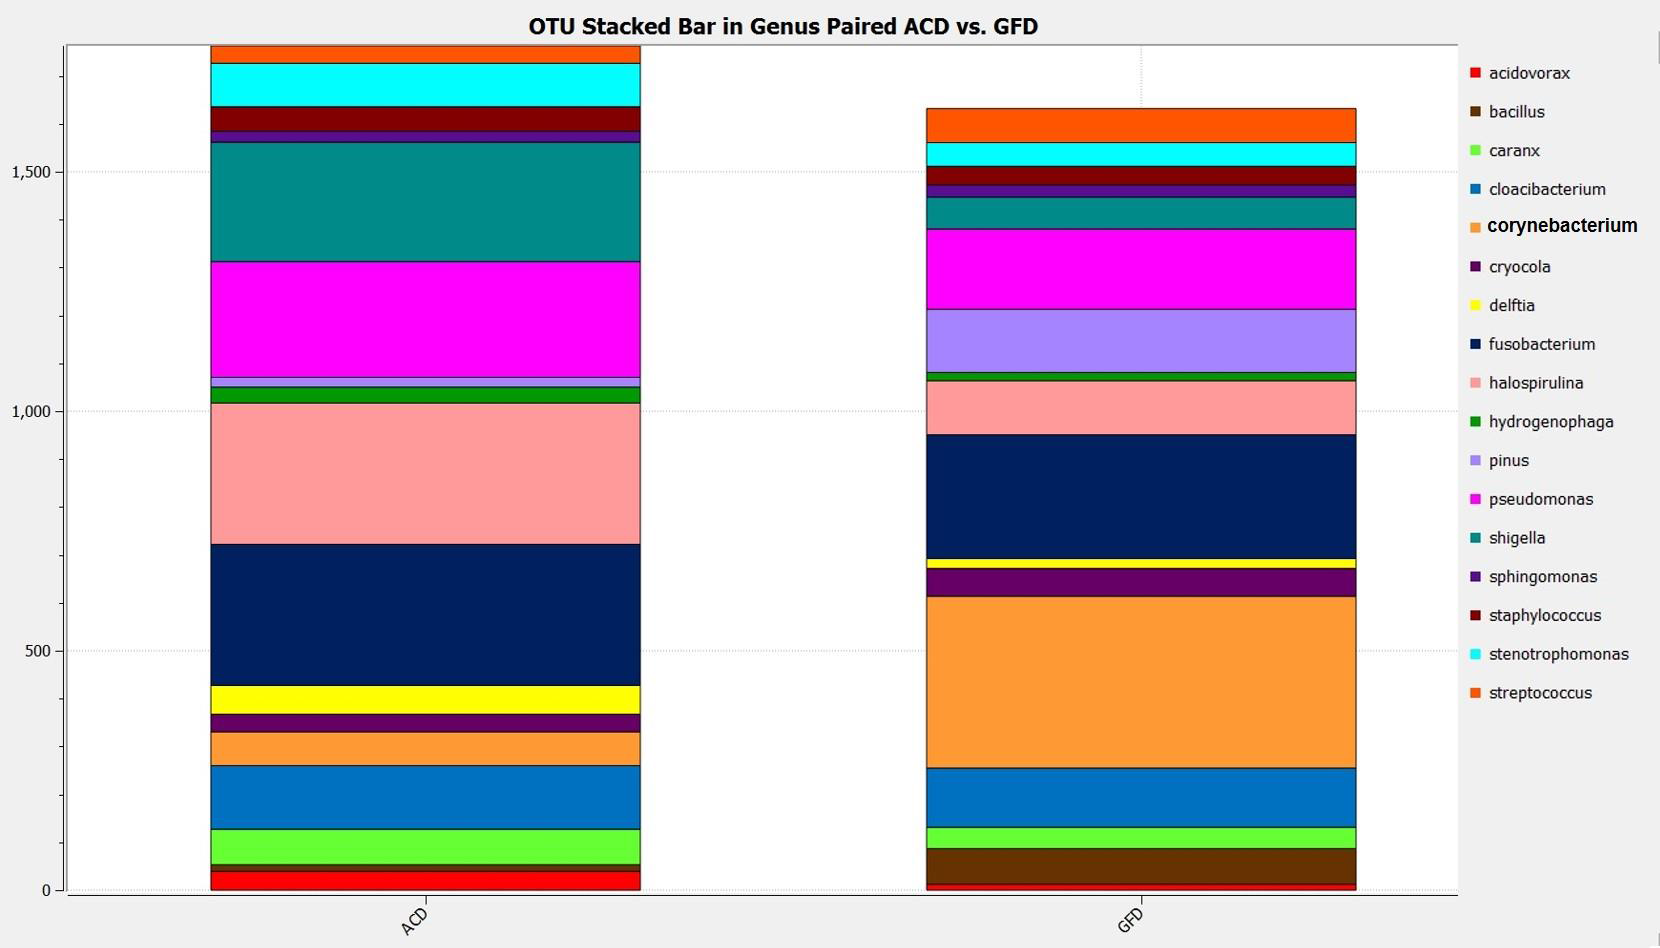 OTU Stacked Bar in Genus Paired ACD vs. GFD
1,500
1,000
500
0
ACD
GFD
acidovorax
bacillus
caranx
cloacibacterium
corynebacterium
cryocola
delftia
fusobacterium
halospirulina
hydrogenophaga
pinus
pseudomonas
shigella
sphingomonas
staphylococcus
stenotrophomonas
streptococcus